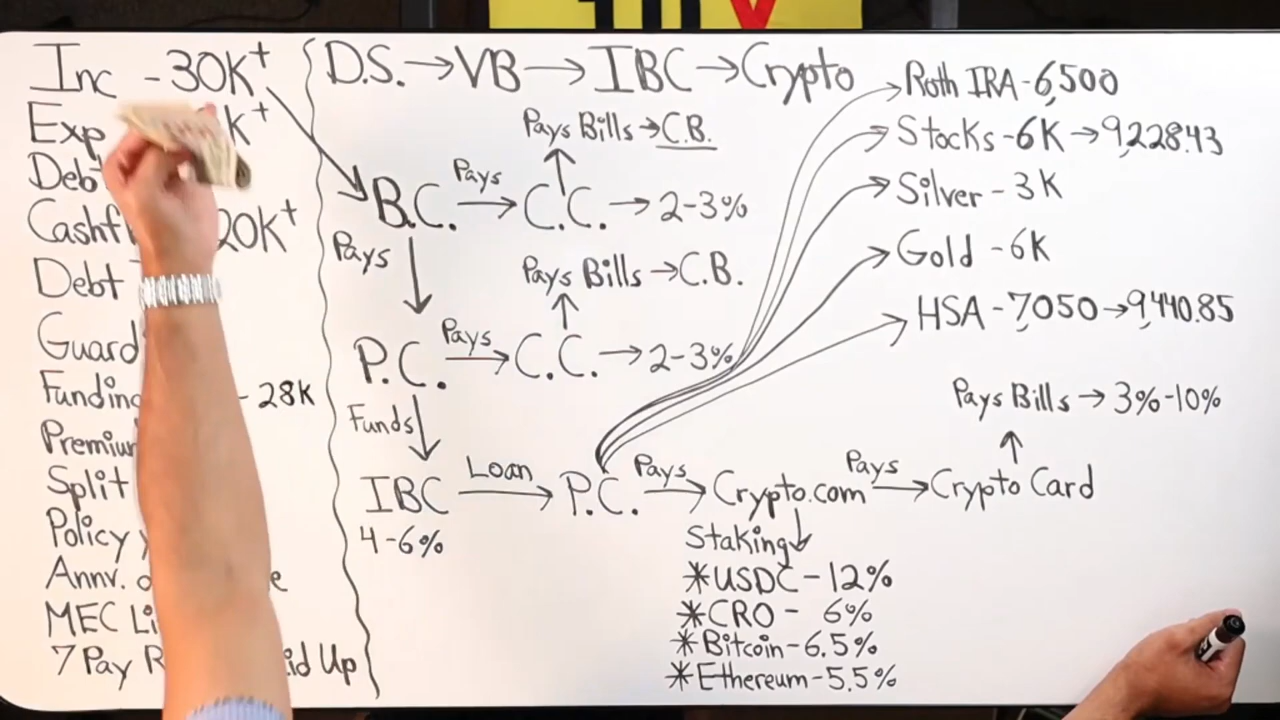 Inc - 30K+
Exp K+
Deb
Cashf 20K+
Debt
Guard
Funding - 28K
Premium
Split
Policy
Annv. e
MEC Li
7 Pay R id Up
D.S. → VB → IBC → Crypto
Pays Bills → C.B.
B.C. Pays → C.C. → 2-3%
Pays
Pays Bills → C.B.
P.C. Pays → C.C. → 2-3%
Funds
IBC Loan → P.C. Pays → Crypto.com Pays → Crypto Card
4-6%
Staking
*USDC - 12%
*CRO - 6%
*Bitcoin - 6.5%
*Ethereum - 5.5%
Roth IRA - 6,500
Stocks - 6K → 9,228.43
Silver - 3K
Gold - 6K
HSA - 7,050 → 9,440.85
Pays Bills → 3%-10%